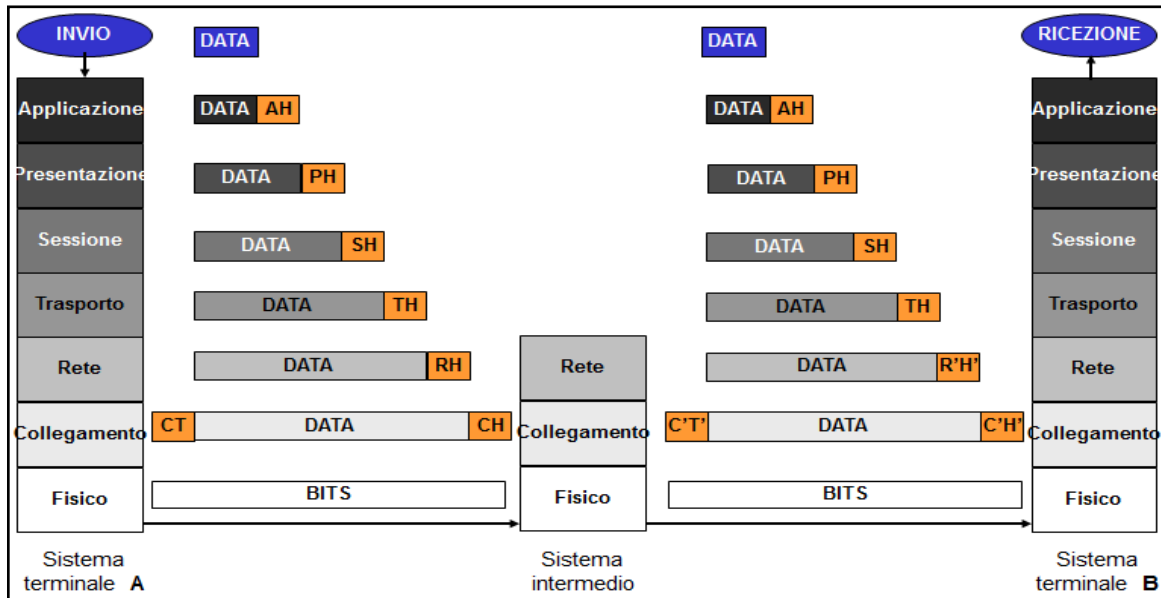 INVIO DATA DATA RICEZIONE
Applicazione DATA AH DATA AH Applicazione
Presentazione DATA PH DATA PH Presentazione
Sessione DATA SH DATA SH Sessione
Trasporto DATA TH DATA TH Trasporto
Rete DATA RH Rete DATA R'H' Rete
Collegamento CT DATA CH Collegamento C'T' DATA C'H' Collegamento
Fisico BITS Fisico BITS Fisico
Sistema Sistema Sistema
terminale A intermedio terminale B